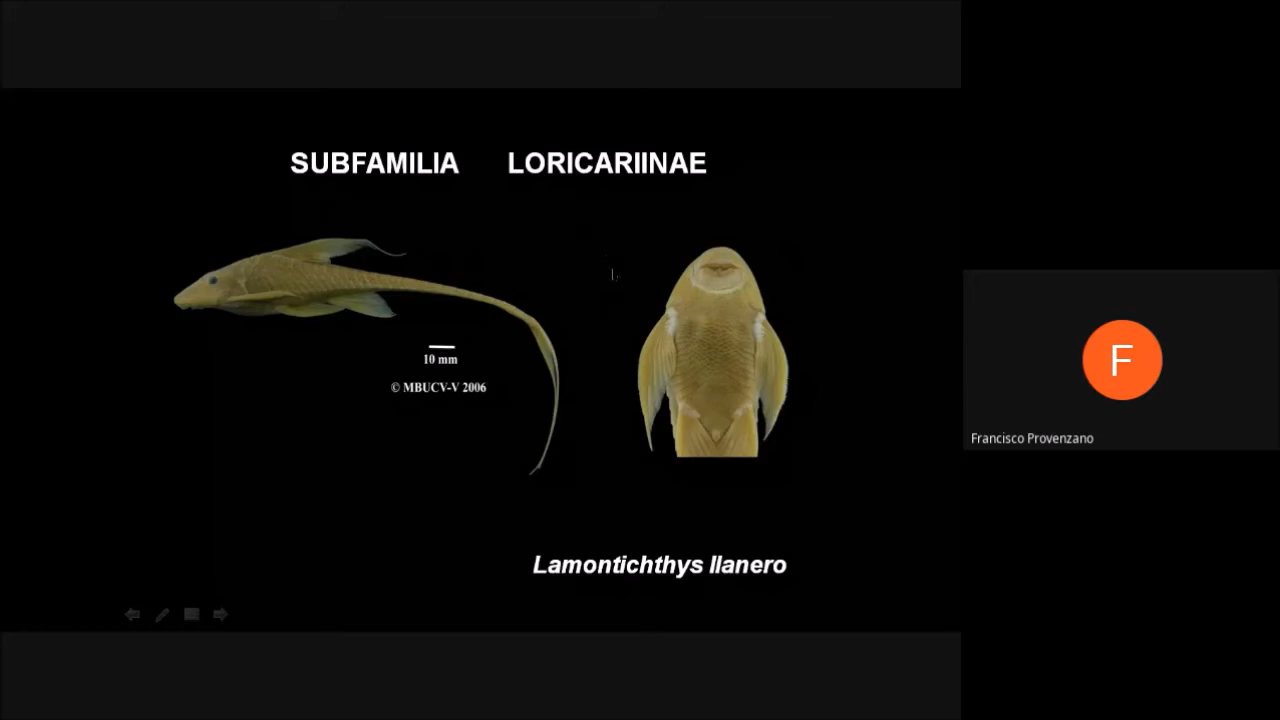 SUBFAMILIA LORICARIINAE
10 mm
© MBUCV-V 2006
F
Francisco Provenzano
Lamontichthys llanero